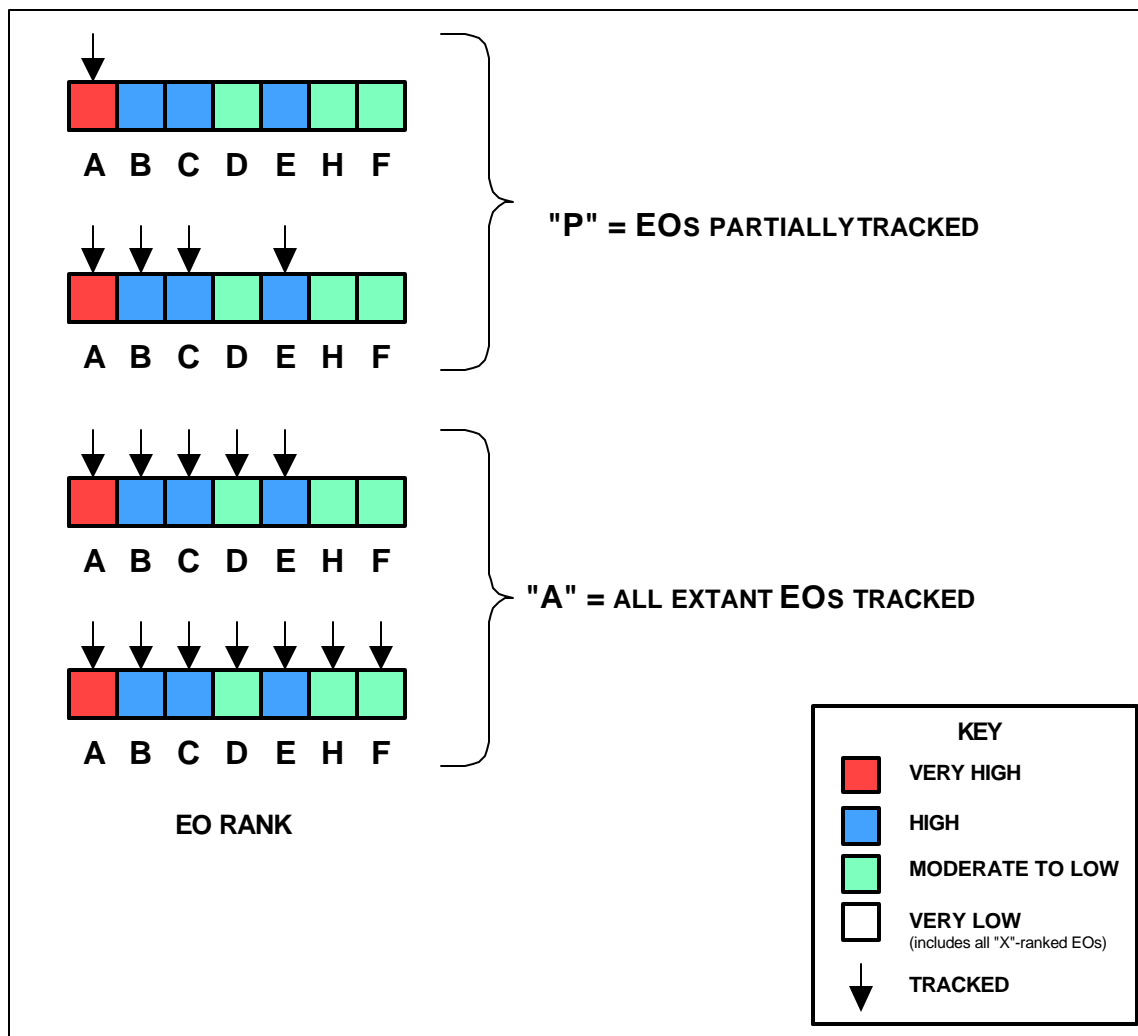 A B C D E H F
"P" = EOS PARTIALLYTRACKED
A B C D E H F
A B C D E H F
"A" = ALL EXTANT EOS TRACKED
A B C D E H F
EO RANK
KEY
VERY HIGH
HIGH
MODERATE TO LOW
VERY LOW
(includes all "X"-ranked EOs)
TRACKED